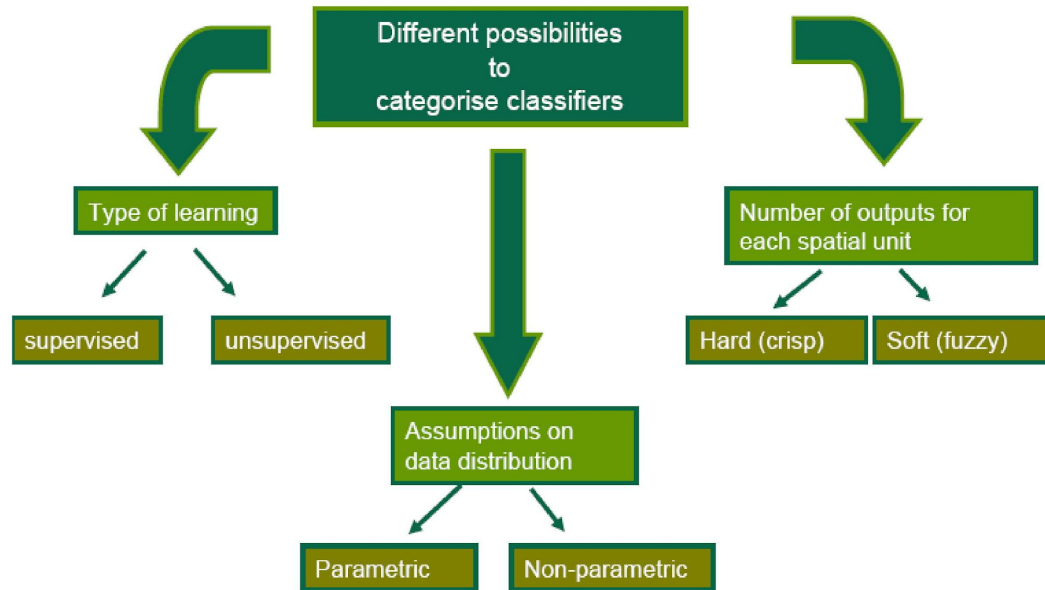 Different possibilities
to
categorise classifiers
Type of learning
supervised
unsupervised
Number of outputs for
each spatial unit
Hard (crisp)
Soft (fuzzy)
Assumptions on
data distribution
Parametric
Non-parametric